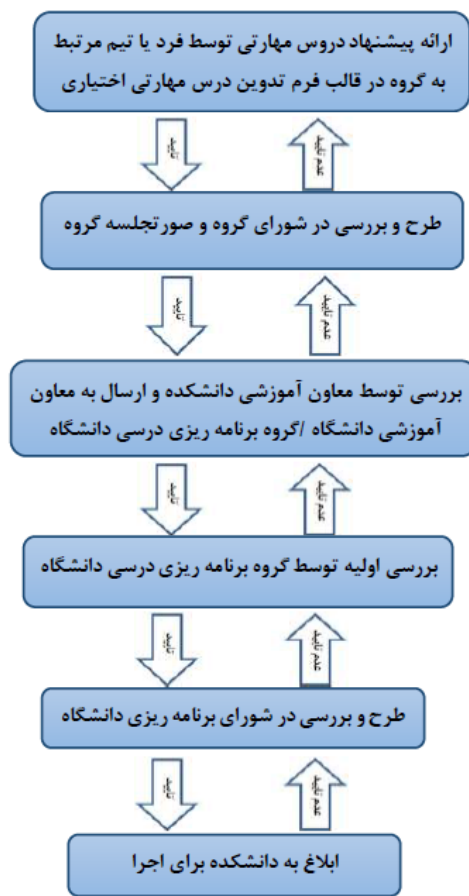 ارائه پیشنهاد دروس مهارتی توسط فرد یا تیم مرتبط
به گروه در قالب فرم تدوین درس مهارتی اختیاری
تایید
عدم تایید
طرح و بررسی در شورای گروه و صورتجلسه گروه
تایید
عدم تایید
بررسی توسط معاون آموزشی دانشکده و ارسال به معاون
آموزشی دانشگاه /گروه برنامه ریزی درسی دانشگاه
تایید
عدم تایید
بررسی اولیه توسط گروه برنامه ریزی درسی دانشگاه
تایید
عدم تایید
طرح و بررسی در شورای برنامه ریزی دانشگاه
تایید
عدم تایید
ابلاغ به دانشکده برای اجرا